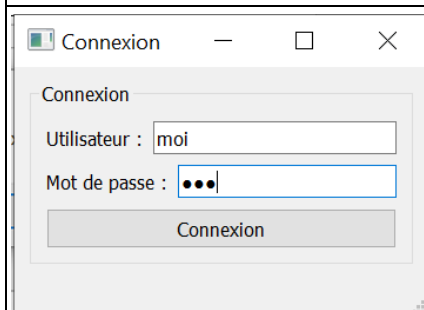 Connexion
Connexion
Utilisateur : moi
Mot de passe : ●●●
Connexion